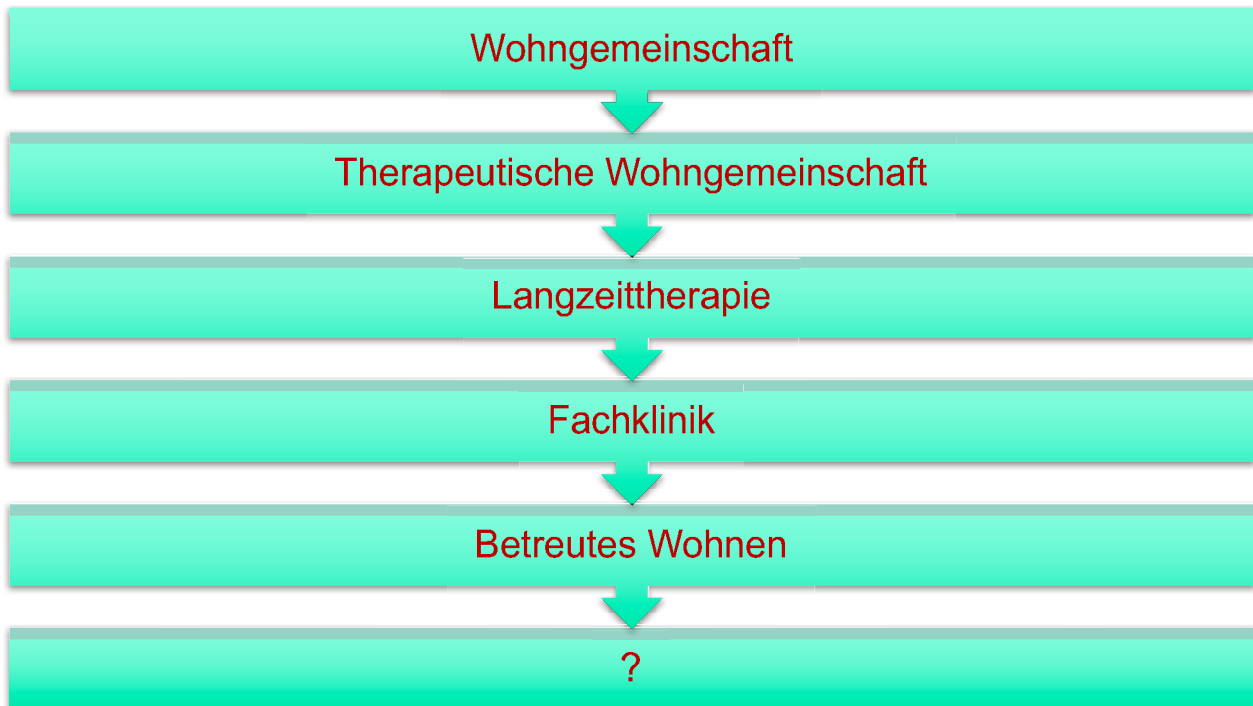 Wohngemeinschaft
Therapeutische Wohngemeinschaft
Langzeittherapie
Fachklinik
Betreutes Wohnen
?